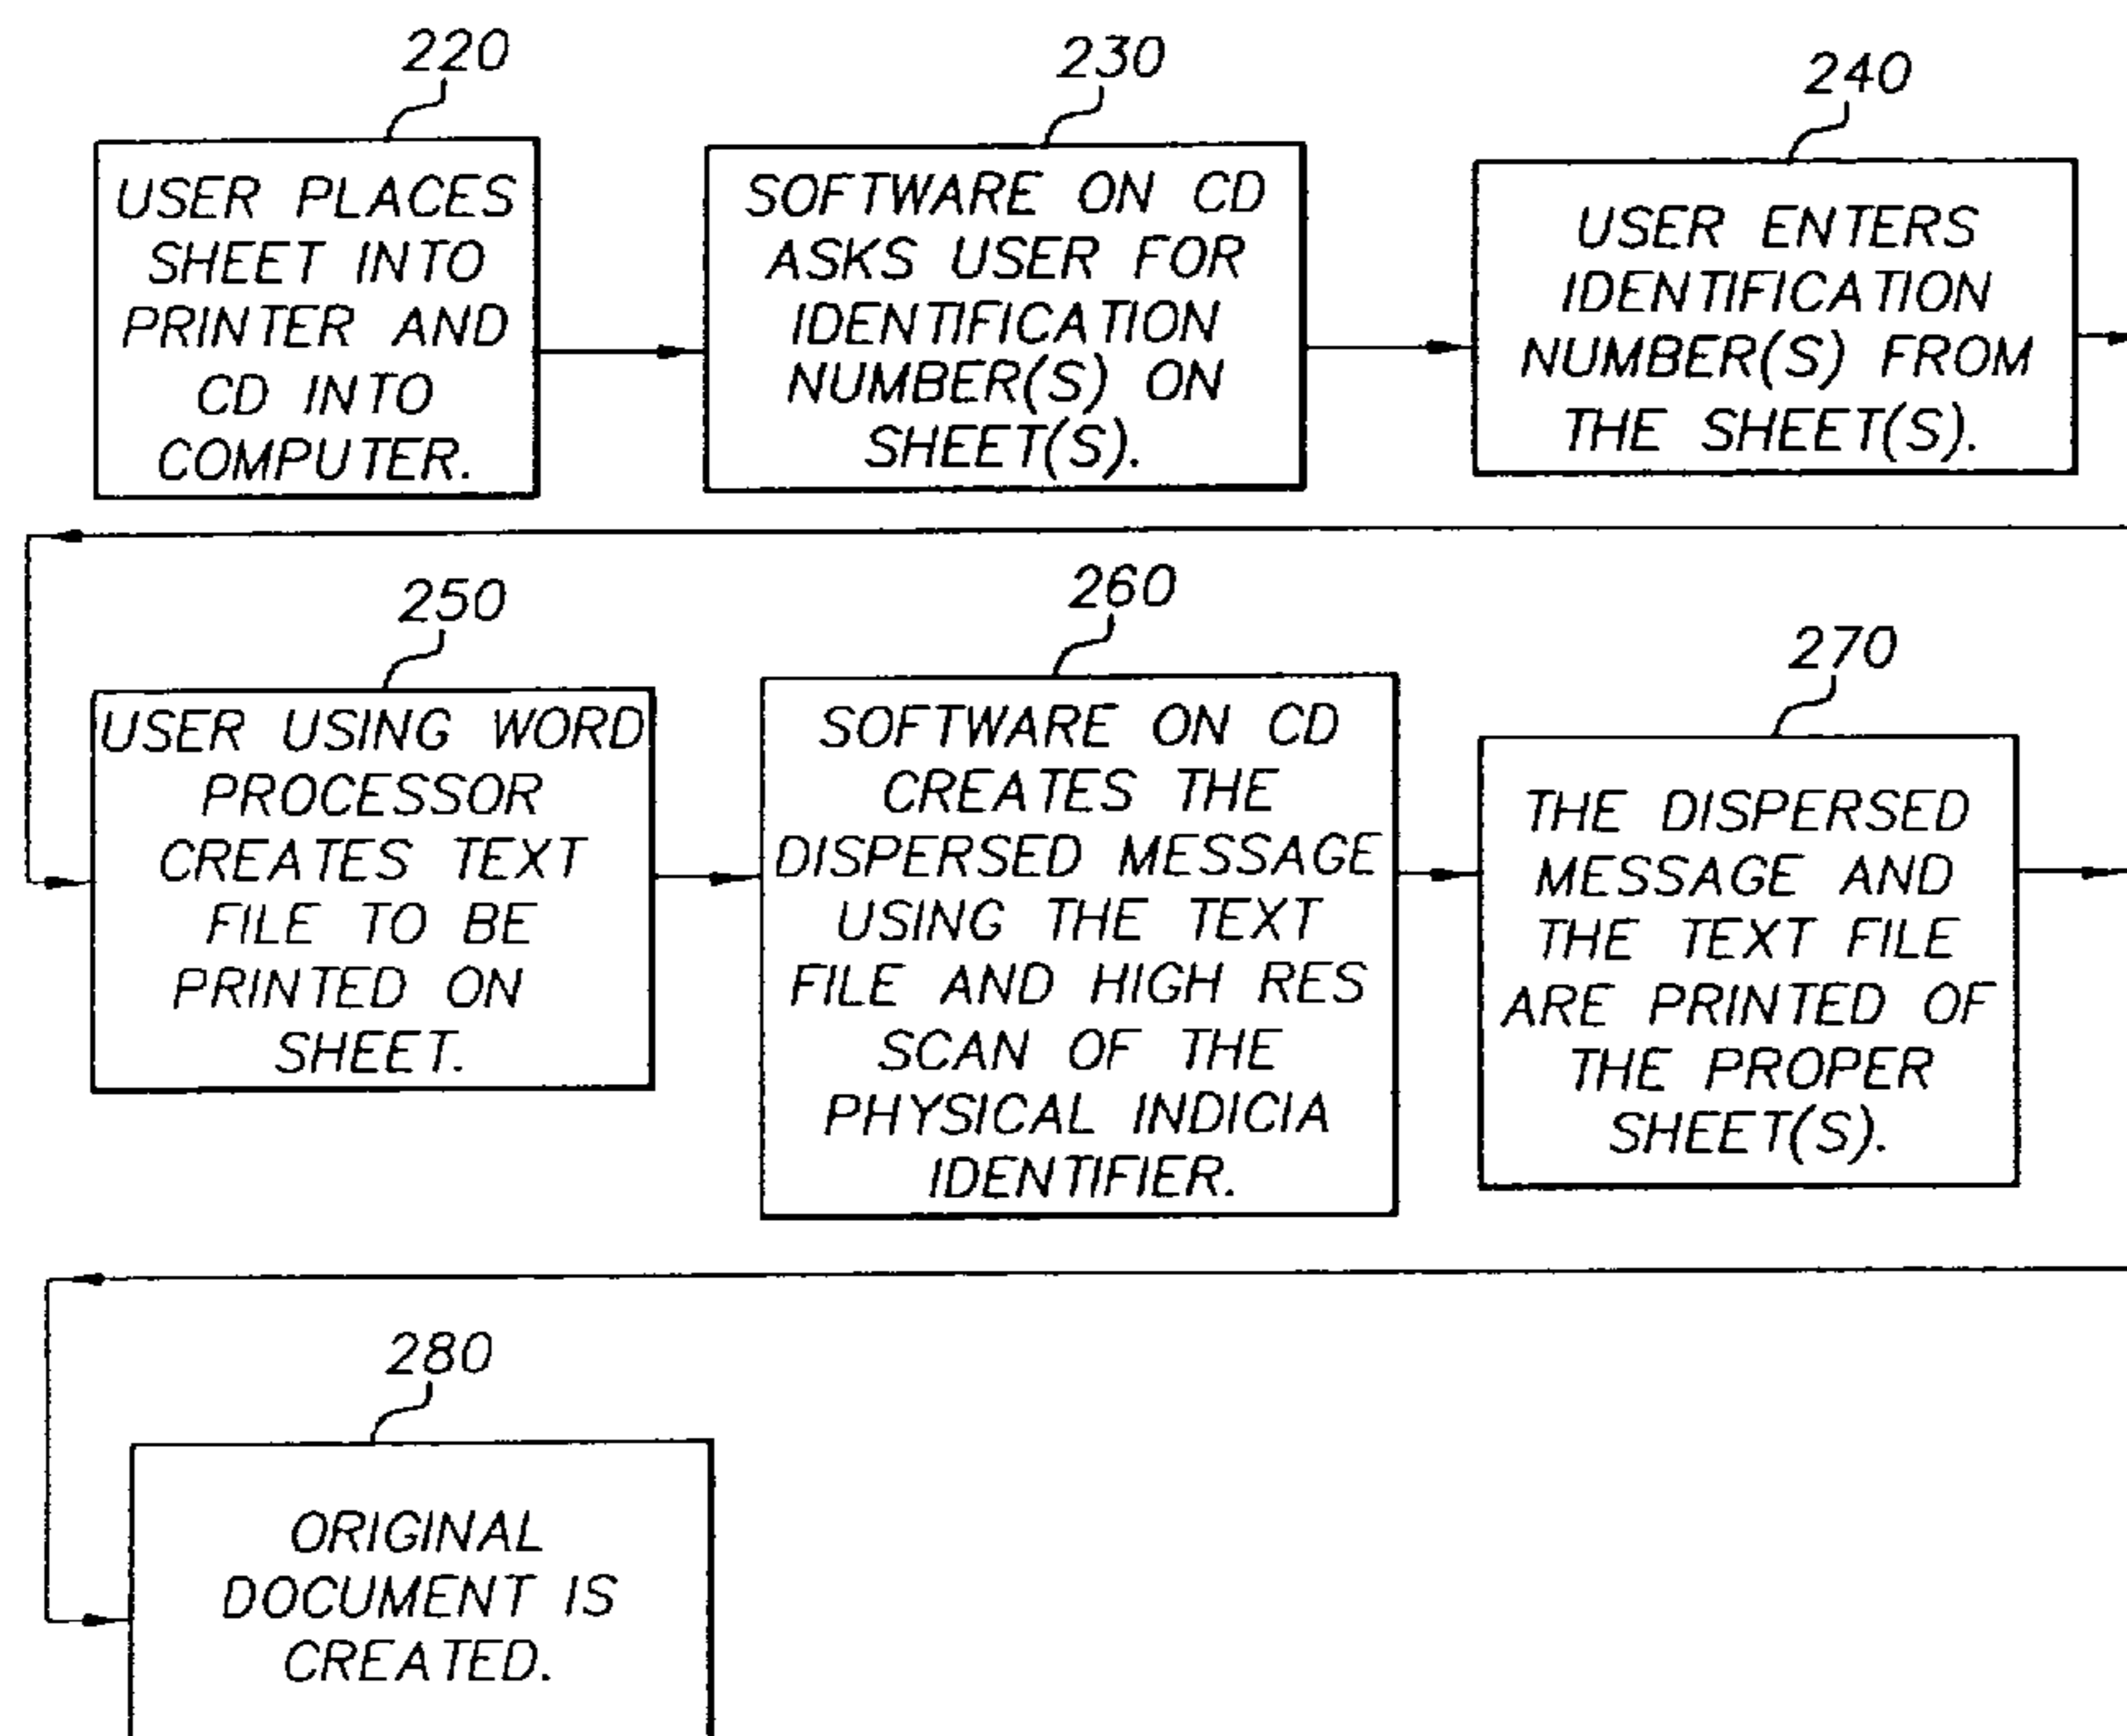 220
USER PLACES
SHEET INTO
PRINTER AND
CD INTO
COMPUTER.
230
SOFTWARE ON CD
ASKS USER FOR
IDENTIFICATION
NUMBER(S) ON
SHEET(S).
240
USER ENTERS
IDENTIFICATION
NUMBER(S) FROM
THE SHEET(S).
250
USER USING WORD
PROCESSOR
CREATES TEXT
FILE TO BE
PRINTED ON
SHEET.
260
SOFTWARE ON CD
CREATES THE
DISPERSED MESSAGE
USING THE TEXT
FILE AND HIGH RES
SCAN OF THE
PHYSICAL INDICIA
IDENTIFIER.
270
THE DISPERSED
MESSAGE AND
THE TEXT FILE
ARE PRINTED OF
THE PROPER
SHEET(S).
280
ORIGINAL
DOCUMENT IS
CREATED.